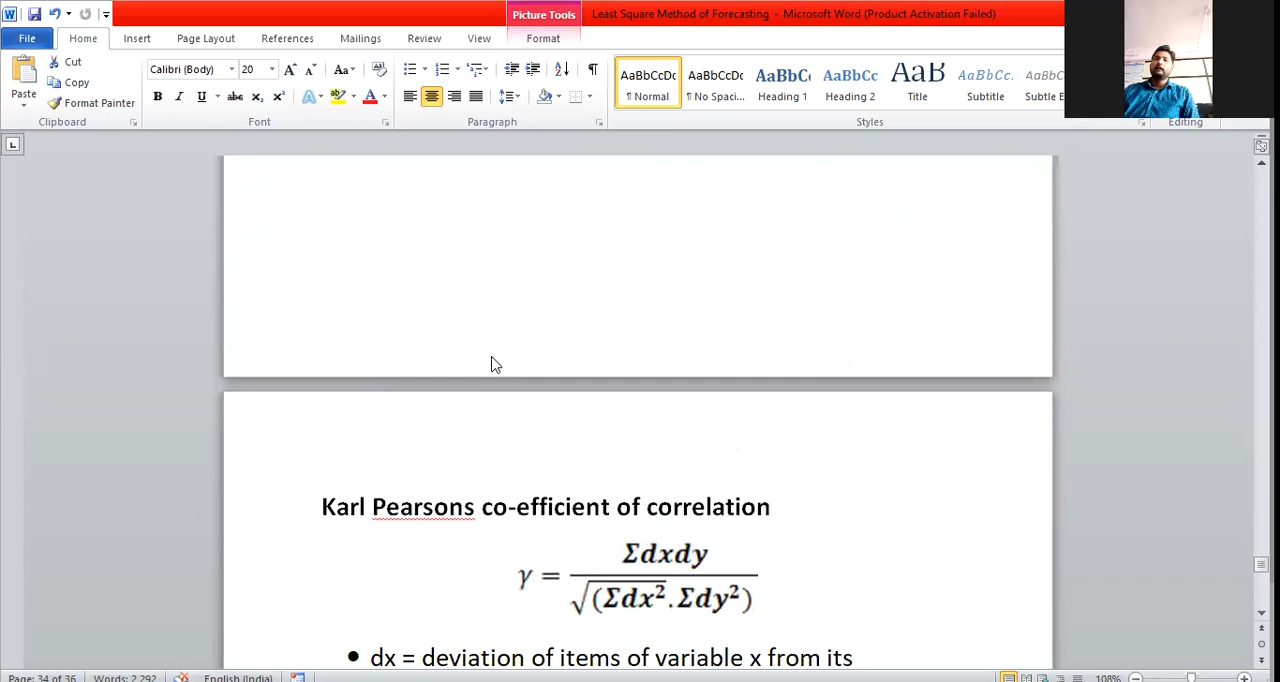 Picture Tools
Least Square Method of Forecasting - Microsoft Word (Product Activation Failed)
File Home Insert Page Layout References Mailings Review View Format
Paste
Cut
Copy
Format Painter
Calibri (Body) 20
AaBbCcDc AaBbCcDc AaBbCc AaBbCc AaB AaBbCc. AaBbC
¶ Normal ¶ No Spaci... Heading 1 Heading 2 Title Subtitle Subtle E
Clipboard Font Paragraph Styles Editing
Karl Pearsons co-efficient of correlation
γ = Σdxdy / √(Σdx².Σdy²)
• dx = deviation of items of variable x from its
Page: 34 of 36 Words: 2,292 English (India) 108%